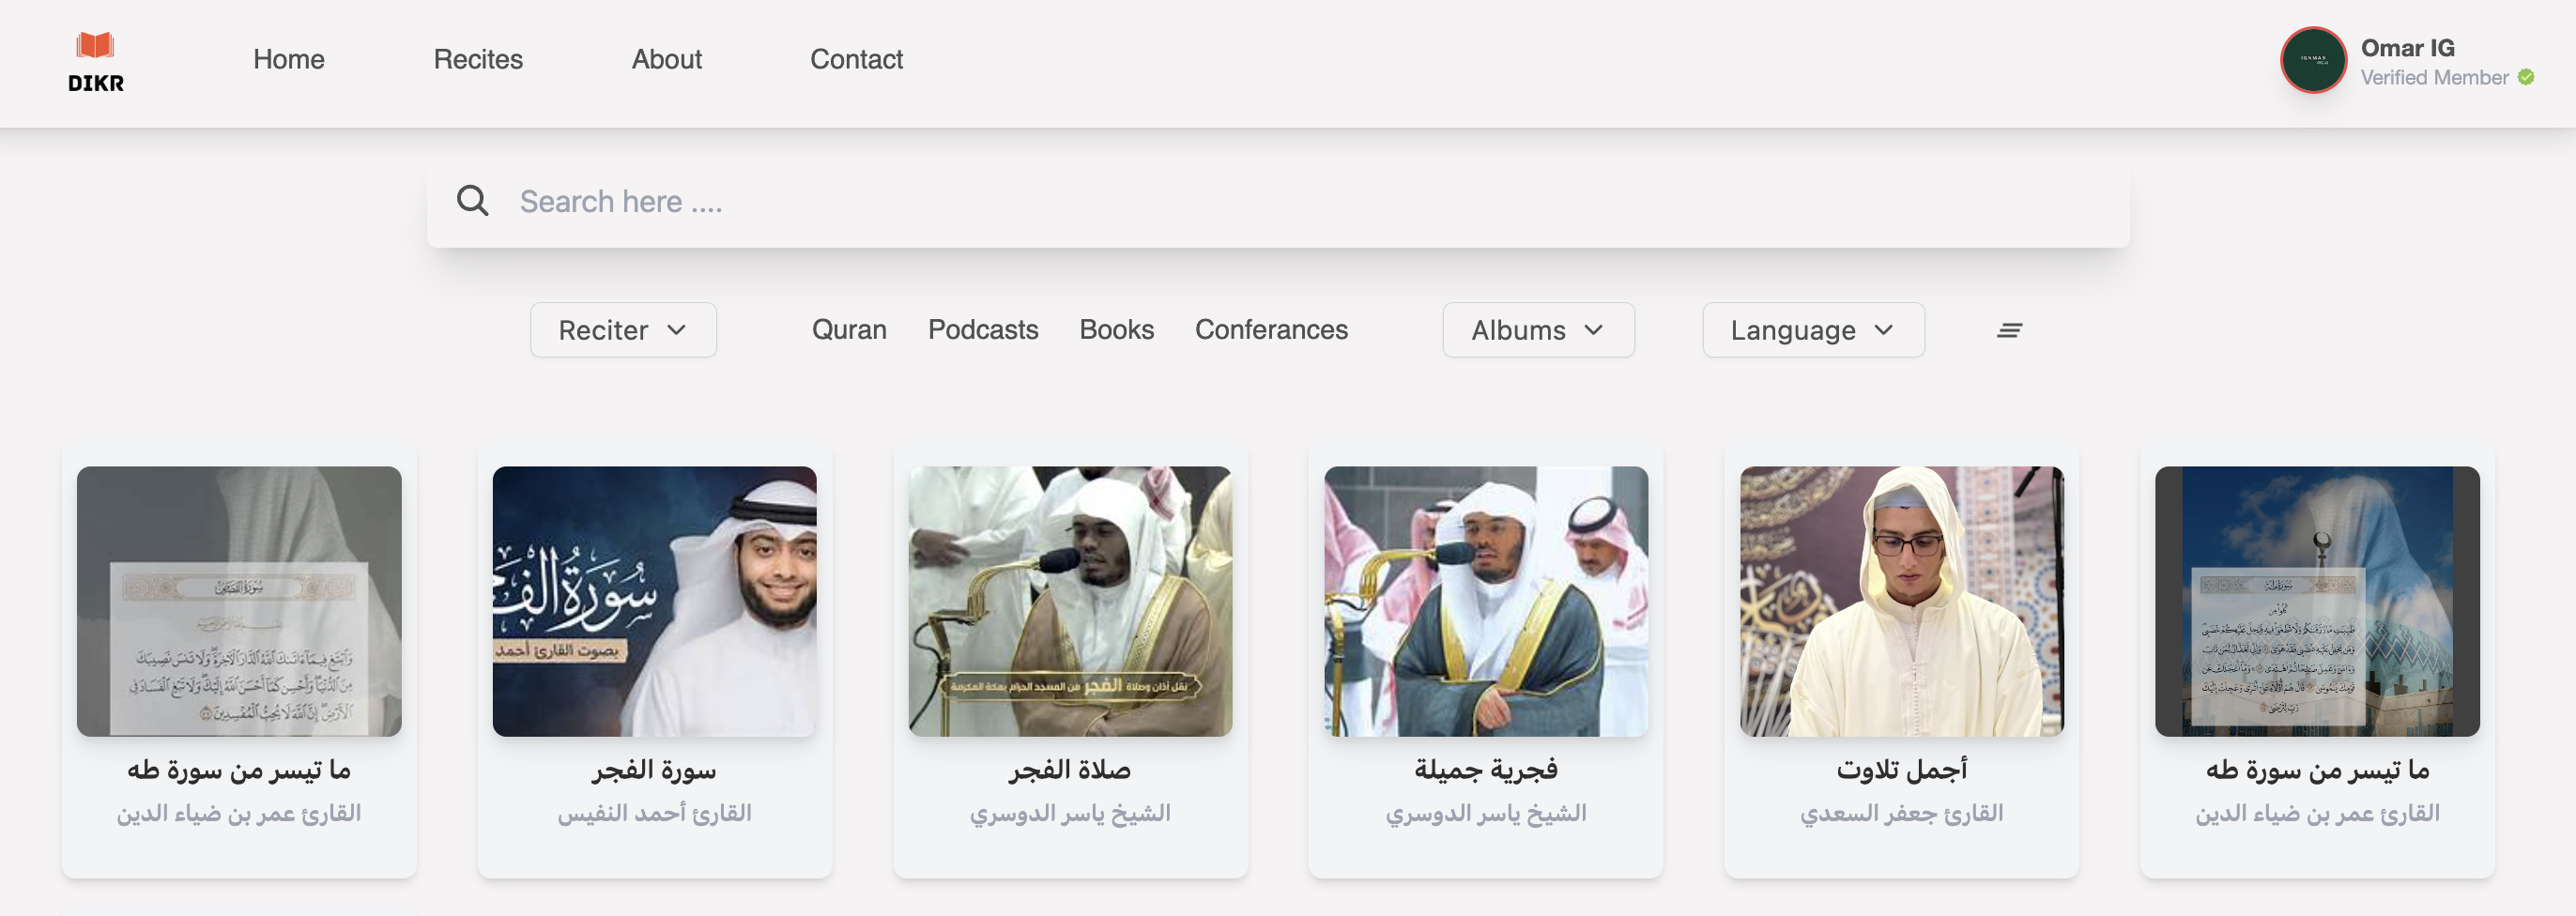 DIKR
Home
Recites
About
Contact
Omar IG
Verified Member
Search here ....
Reciter
Quran
Podcasts
Books
Conferances
Albums
Language
سورة الفج
بصوت القارئ أحمد
نقل أذان وصلاة الفجر من المسجد الحرام بمكة المكرمة
ما تيسر من سورة طه
القارئ عمر بن ضياء الدين
سورة الفجر
القارئ أحمد النفيس
صلاة الفجر
الشيخ ياسر الدوسري
فجرية جميلة
الشيخ ياسر الدوسري
أجمل تلاوت
القارئ جعفر السعدي
ما تيسر من سورة طه
القارئ عمر بن ضياء الدين